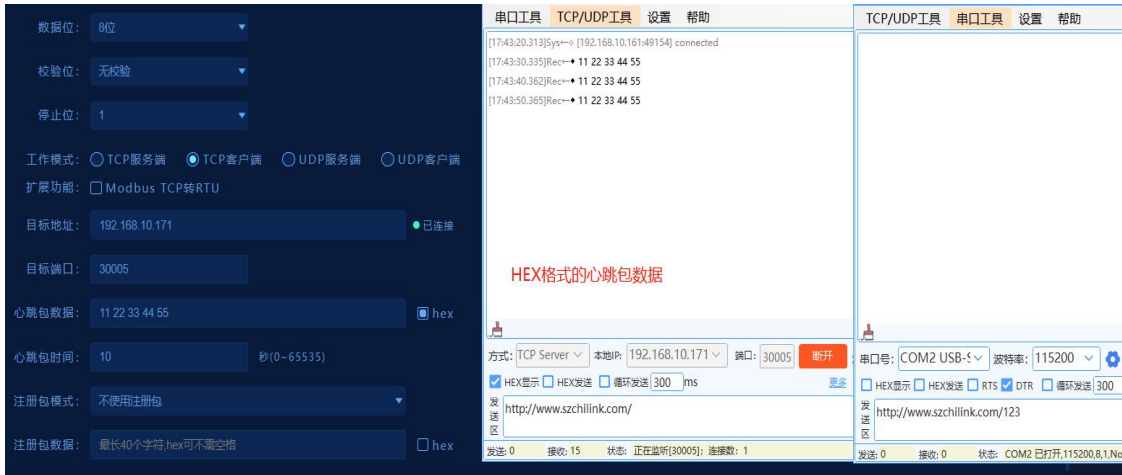 数据位: 8位
校验位: 无校验
停止位: 1
工作模式: TCP服务端 TCP客户端 UDP服务端 UDP客户端
扩展功能: Modbus TCP转RTU
目标地址: 192.168.10.171 已连接
目标端口: 30005
心跳包数据: 11 22 33 44 55 hex
心跳包时间: 10 秒(0~65535)
注册包模式: 不使用注册包
注册包数据: 最长40个字符;hex可不需空格 hex
串口工具 TCP/UDP工具 设置 帮助
[17:43:20.313]Sys←◇ [192.168.10.161:49154] connected
[17:43:30.335]Rec←◆ 11 22 33 44 55
[17:43:40.362]Rec←◆ 11 22 33 44 55
[17:43:50.365]Rec←◆ 11 22 33 44 55
HEX格式的心跳包数据
方式: TCP Server 本地IP: 192.168.10.171 端口: 30005 断开
HEX显示 HEX发送 循环发送 300 ms 更多
发送区 http://www.szchilink.com/
发送: 0 接收: 15 状态: 正在监听[30005]; 连接数: 1
TCP/UDP工具 串口工具 设置 帮助
串口号: COM2 USB-S 波特率: 115200
HEX显示 HEX发送 RTS DTR 循环发送 300
发送区 http://www.szchilink.com/123
发送: 0 接收: 0 状态: COM2 已打开,115200,8,1,No